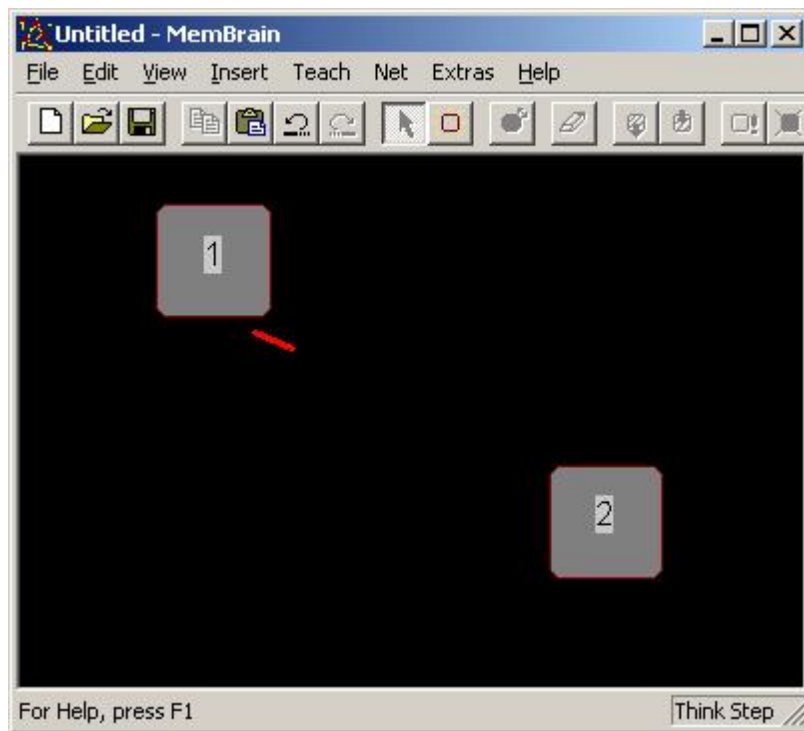 Untitled - MemBrain
File Edit View Insert Teach Net Extras Help
1
2
For Help, press F1 Think Step